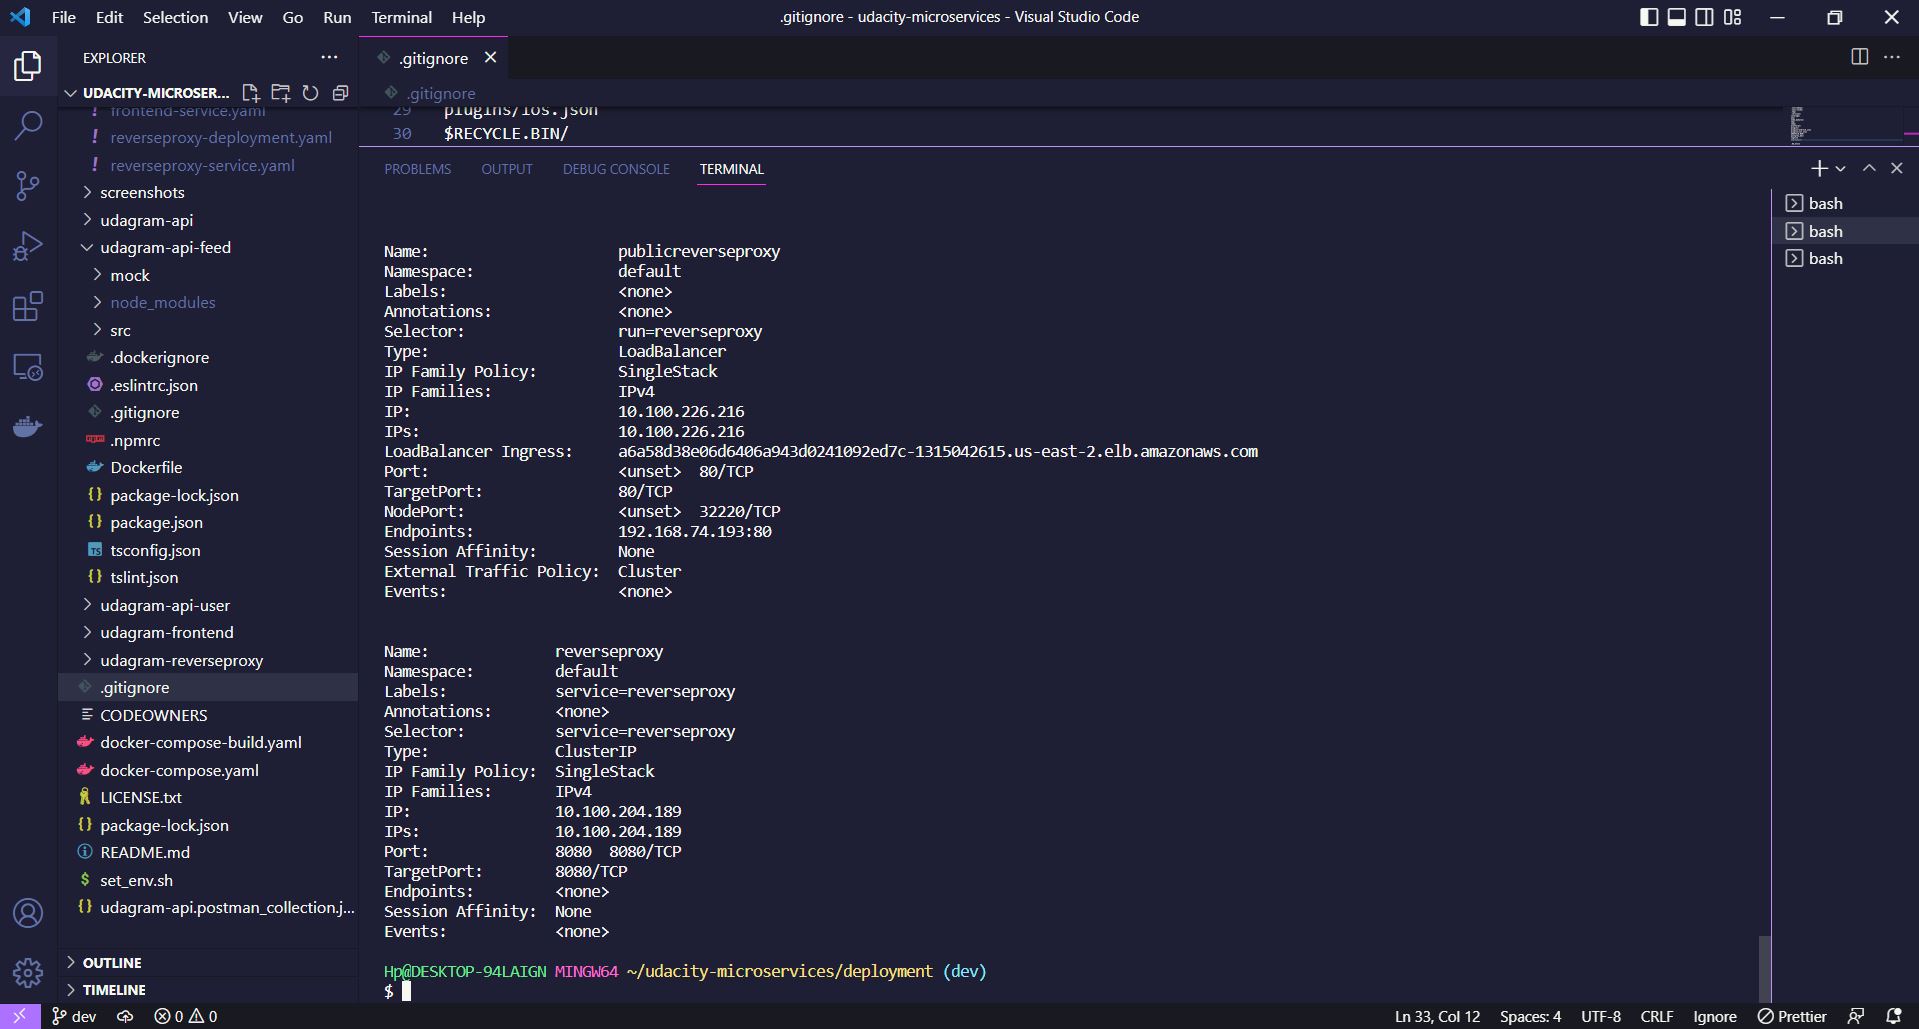 File Edit Selection View Go Run Terminal Help
.gitignore - udacity-microservices - Visual Studio Code
EXPLORER
UDACITY-MICROSER...
frontend-service.yaml
! reverseproxy-deployment.yaml
! reverseproxy-service.yaml
screenshots
udagram-api
udagram-api-feed
mock
node_modules
src
.dockerignore
.eslintrc.json
.gitignore
.npmrc
Dockerfile
{} package-lock.json
{} package.json
TS tsconfig.json
{} tslint.json
udagram-api-user
udagram-frontend
udagram-reverseproxy
.gitignore
CODEOWNERS
docker-compose-build.yaml
docker-compose.yaml
LICENSE.txt
{} package-lock.json
README.md
$ set_env.sh
{} udagram-api.postman_collection.j...
OUTLINE
TIMELINE
.gitignore
.gitignore
29 plugins/ios.json
30 $RECYCLE.BIN/
PROBLEMS OUTPUT DEBUG CONSOLE TERMINAL
Name: publicreverseproxy
Namespace: default
Labels: <none>
Annotations: <none>
Selector: run=reverseproxy
Type: LoadBalancer
IP Family Policy: SingleStack
IP Families: IPv4
IP: 10.100.226.216
IPs: 10.100.226.216
LoadBalancer Ingress: a6a58d38e06d6406a943d0241092ed7c-1315042615.us-east-2.elb.amazonaws.com
Port: <unset> 80/TCP
TargetPort: 80/TCP
NodePort: <unset> 32220/TCP
Endpoints: 192.168.74.193:80
Session Affinity: None
External Traffic Policy: Cluster
Events: <none>
Name: reverseproxy
Namespace: default
Labels: service=reverseproxy
Annotations: <none>
Selector: service=reverseproxy
Type: ClusterIP
IP Family Policy: SingleStack
IP Families: IPv4
IP: 10.100.204.189
IPs: 10.100.204.189
Port: 8080 8080/TCP
TargetPort: 8080/TCP
Endpoints: <none>
Session Affinity: None
Events: <none>
Hp@DESKTOP-94LAIGN MINGW64 ~/udacity-microservices/deployment (dev)
$
bash
bash
bash
dev 0 0
Ln 33, Col 12 Spaces: 4 UTF-8 CRLF Ignore Prettier